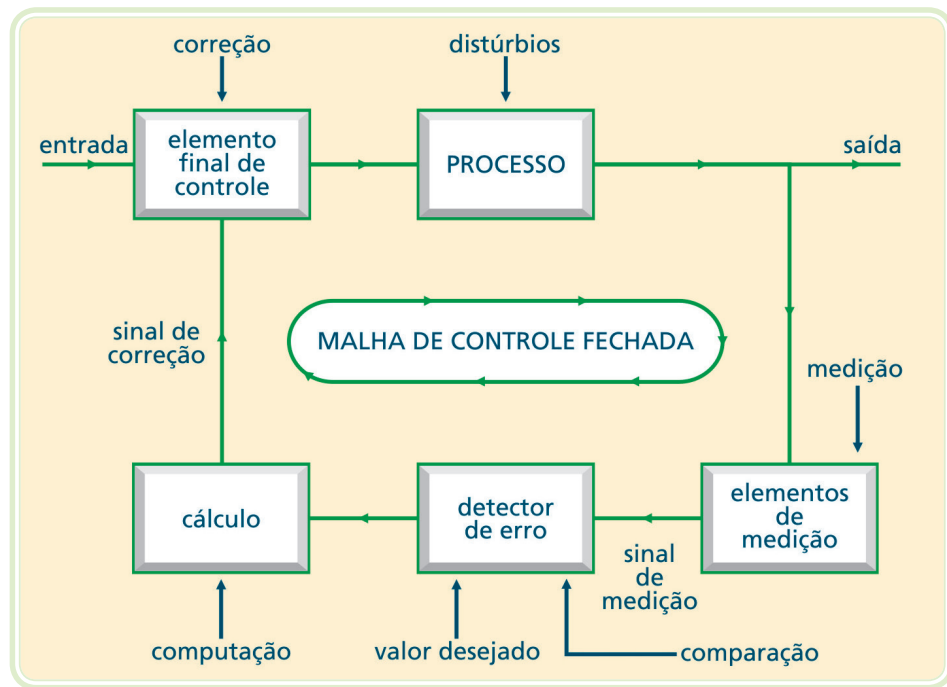 correção
distúrbios
entrada
elemento
final de
controle
PROCESSO
saída
sinal de
correção
MALHA DE CONTROLE FECHADA
medição
cálculo
detector
de erro
elementos
de
medição
sinal
de
medição
computação
valor desejado
comparação